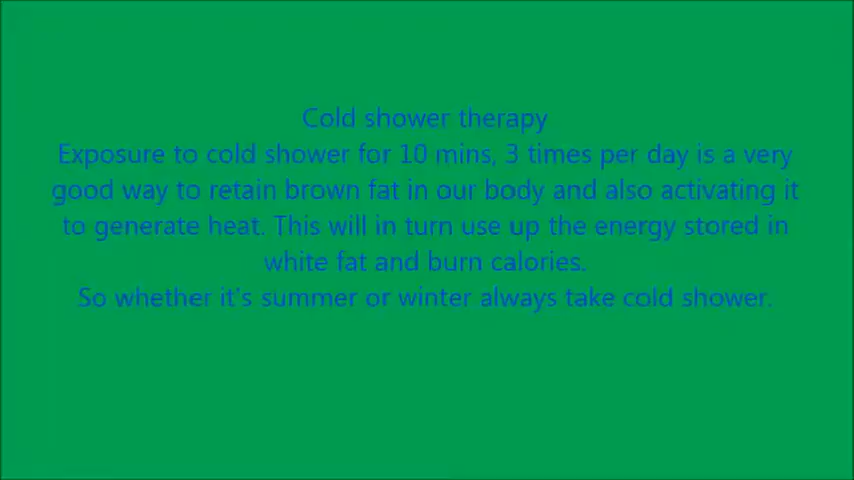 Cold shower therapy
Exposure to cold shower for 10 mins, 3 times per day is a very
good way to retain brown fat in our body and also activating it
to generate heat. This will in turn use up the energy stored in
white fat and burn calories.
So whether it's summer or winter always take cold shower.